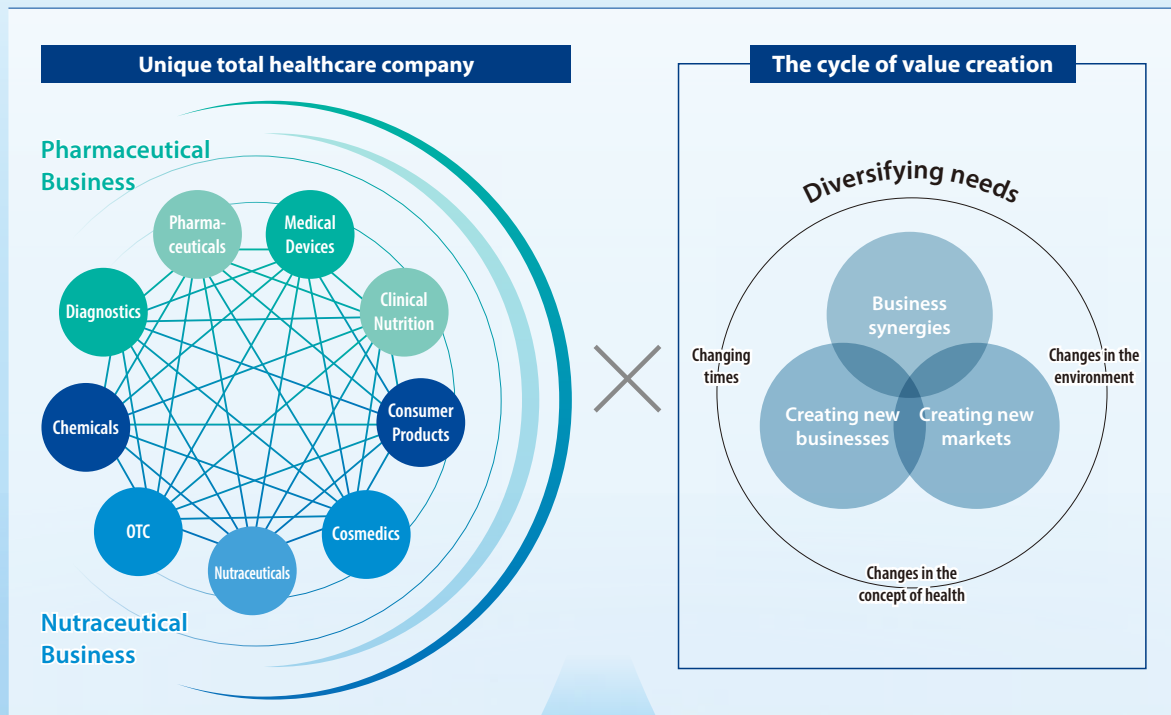 Unique total healthcare company
Pharmaceutical
Business
Pharma-
ceuticals
Medical
Devices
Diagnostics
Clinical
Nutrition
Chemicals
Consumer
Products
OTC
Cosmedics
Nutraceuticals
Nutraceutical
Business
The cycle of value creation
Diversifying needs
Business
synergies
Changing
times
Changes in the
environment
Creating new
businesses
Creating new
markets
Changes in the
concept of health